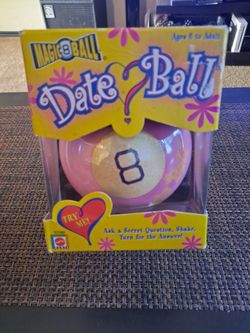 MAGIC 8 BALL
Ages 6 to Adult
Date Ball
8
TRY
ME!
Ask a Secret Question, Shake,
Turn for the Answer!
MATTEL